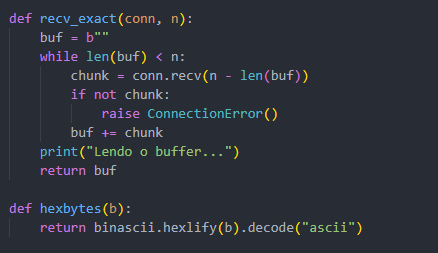 def recv_exact(conn, n):
    buf = b""
    while len(buf) < n:
        chunk = conn.recv(n - len(buf))
        if not chunk:
            raise ConnectionError()
        buf += chunk
    print("Lendo o buffer...")
    return buf

def hexbytes(b):
    return binascii.hexlify(b).decode("ascii")